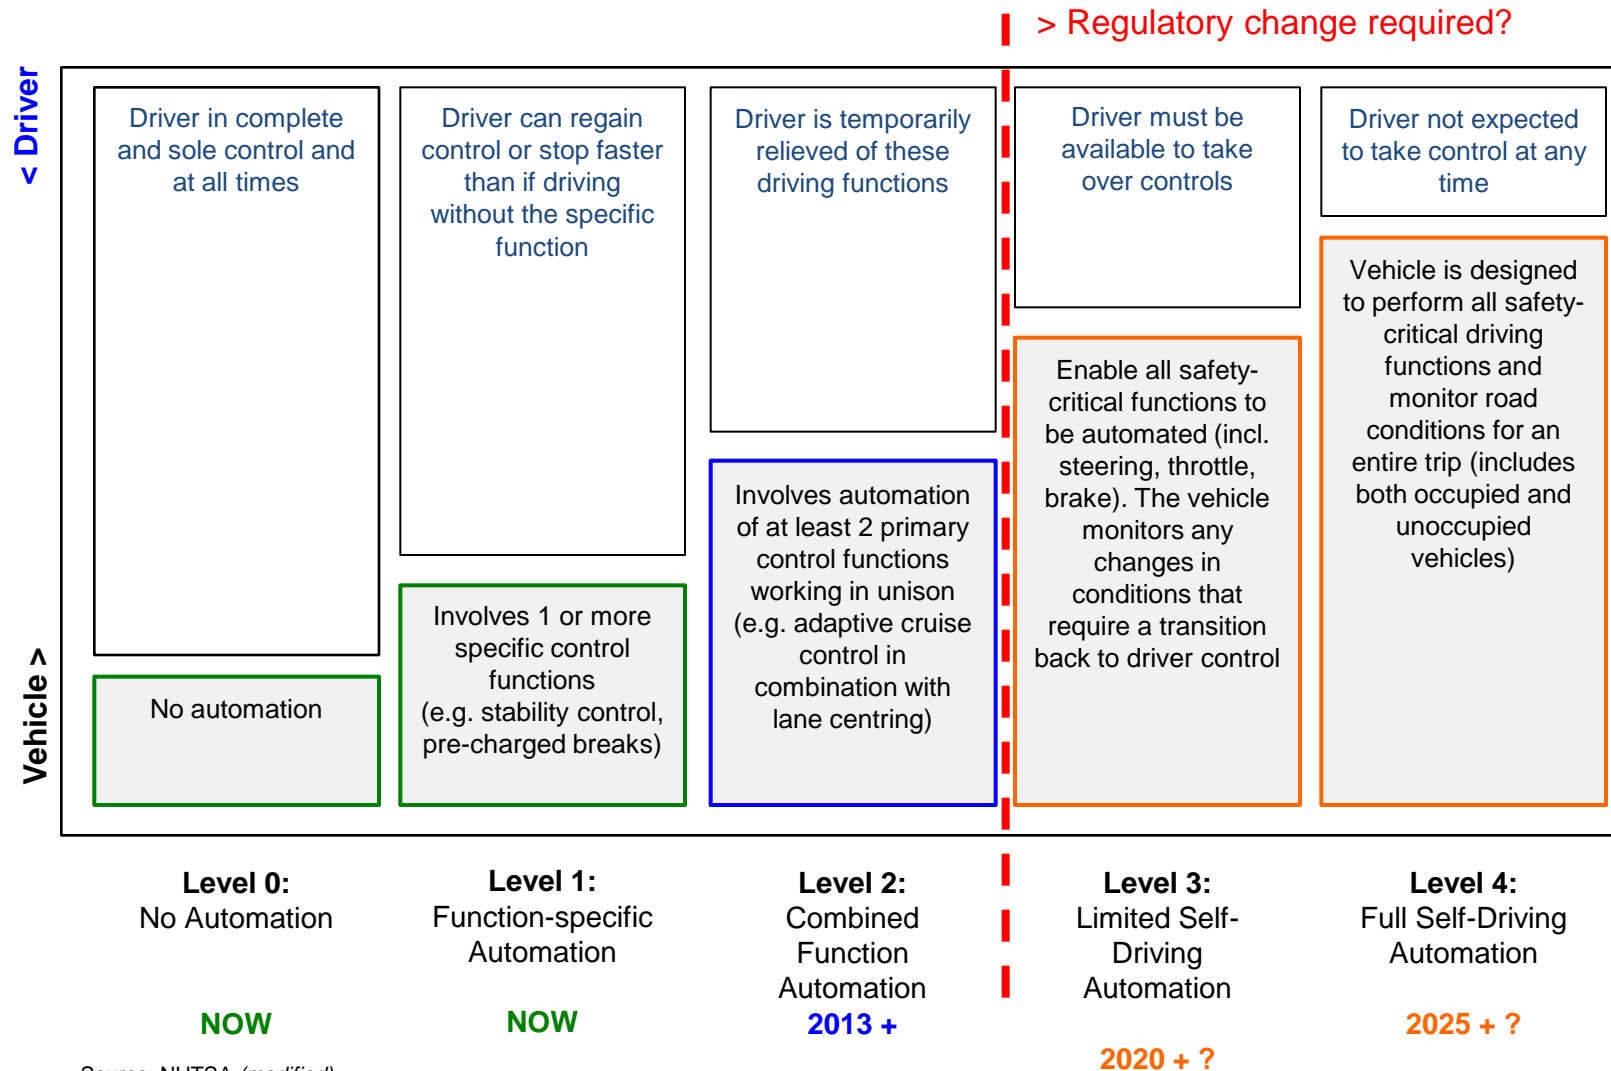 > Regulatory change required?
< Driver
Vehicle >
Driver in complete
and sole control and
at all times
No automation
Driver can regain
control or stop faster
than if driving
without the specific
function
Involves 1 or more
specific control
functions
(e.g. stability control,
pre-charged breaks)
Driver is temporarily
relieved of these
driving functions
Involves automation
of at least 2 primary
control functions
working in unison
(e.g. adaptive cruise
control in
combination with
lane centring)
Driver must be
available to take
over controls
Enable all safety-
critical functions to
be automated (incl.
steering, throttle,
brake). The vehicle
monitors any
changes in
conditions that
require a transition
back to driver control
Driver not expected
to take control at any
time
Vehicle is designed
to perform all safety-
critical driving
functions and
monitor road
conditions for an
entire trip (includes
both occupied and
unoccupied
vehicles)
Level 0:
No Automation
NOW
Level 1:
Function-specific
Automation
NOW
Level 2:
Combined
Function
Automation
2013 +
Level 3:
Limited Self-
Driving
Automation
2020 + ?
Level 4:
Full Self-Driving
Automation
2025 + ?
Source: NHTSA (modified)